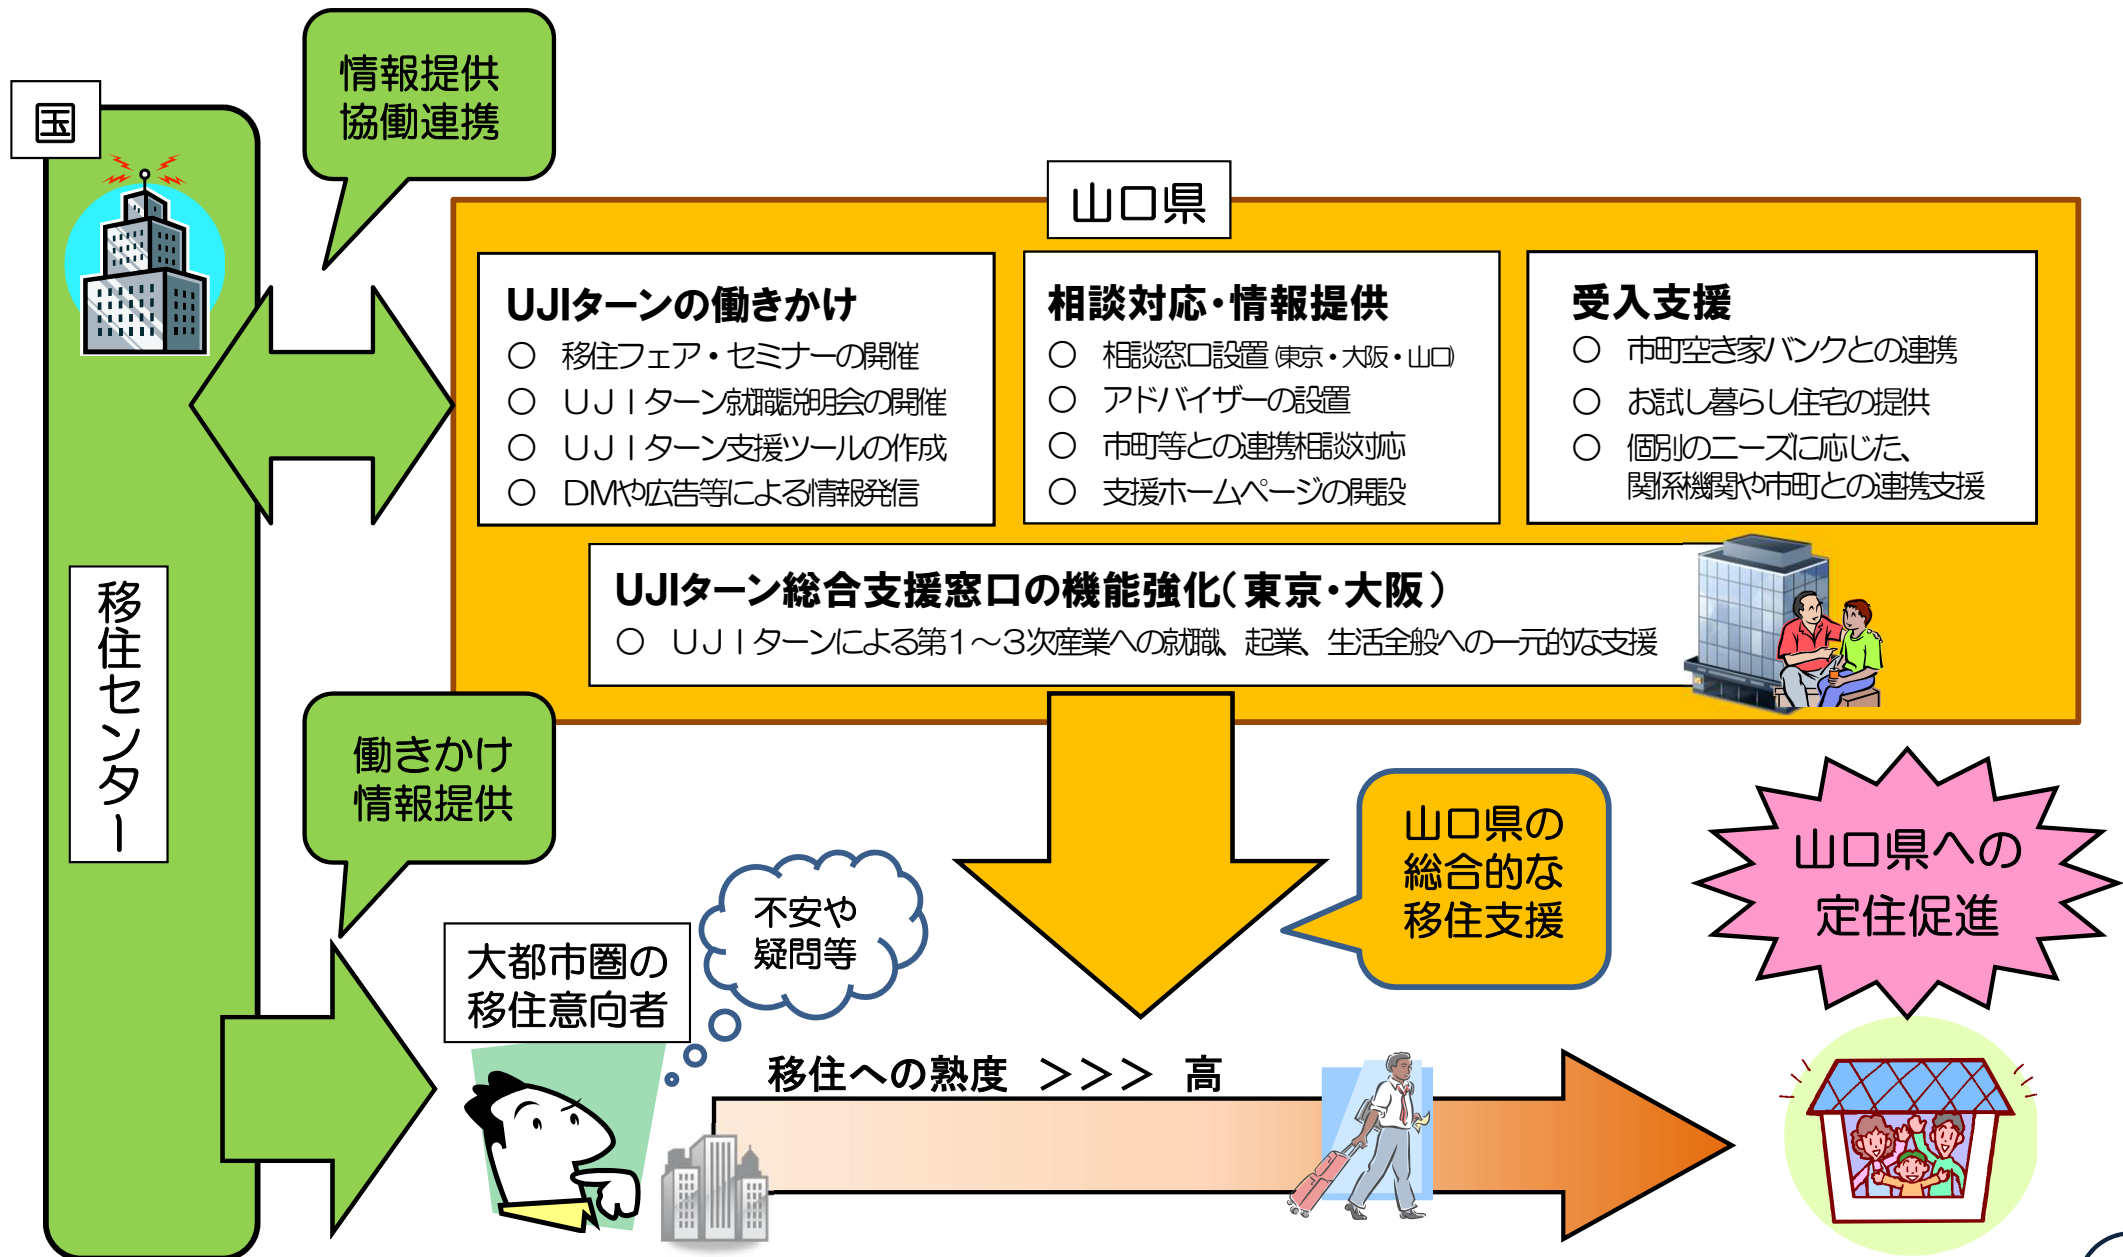 国
情報提供
協働連携
山口県
UJIターンの働きかけ
○ 移住フェア・セミナーの開催
○ UJIターン就職説明会の開催
○ UJIターン支援ツールの作成
○ DMや広告等による情報発信
相談対応・情報提供
○ 相談窓口設置(東京・大阪・山口)
○ アドバイザーの設置
○ 市町等との連携相談対応
○ 支援ホームページの開設
受入支援
○ 市町空き家バンクとの連携
○ お試し暮らし住宅の提供
○ 個別のニーズに応じた、
関係機関や市町との連携支援
UJIターン総合支援窓口の機能強化(東京・大阪)
○ UJIターンによる第1～3次産業への就職、起業、生活全般への一元的な支援
移住センター
働きかけ
情報提供
大都市圏の
移住意向者
不安や
疑問等
山口県の
総合的な
移住支援
山口県への
定住促進
移住への熟度 ＞＞＞ 高